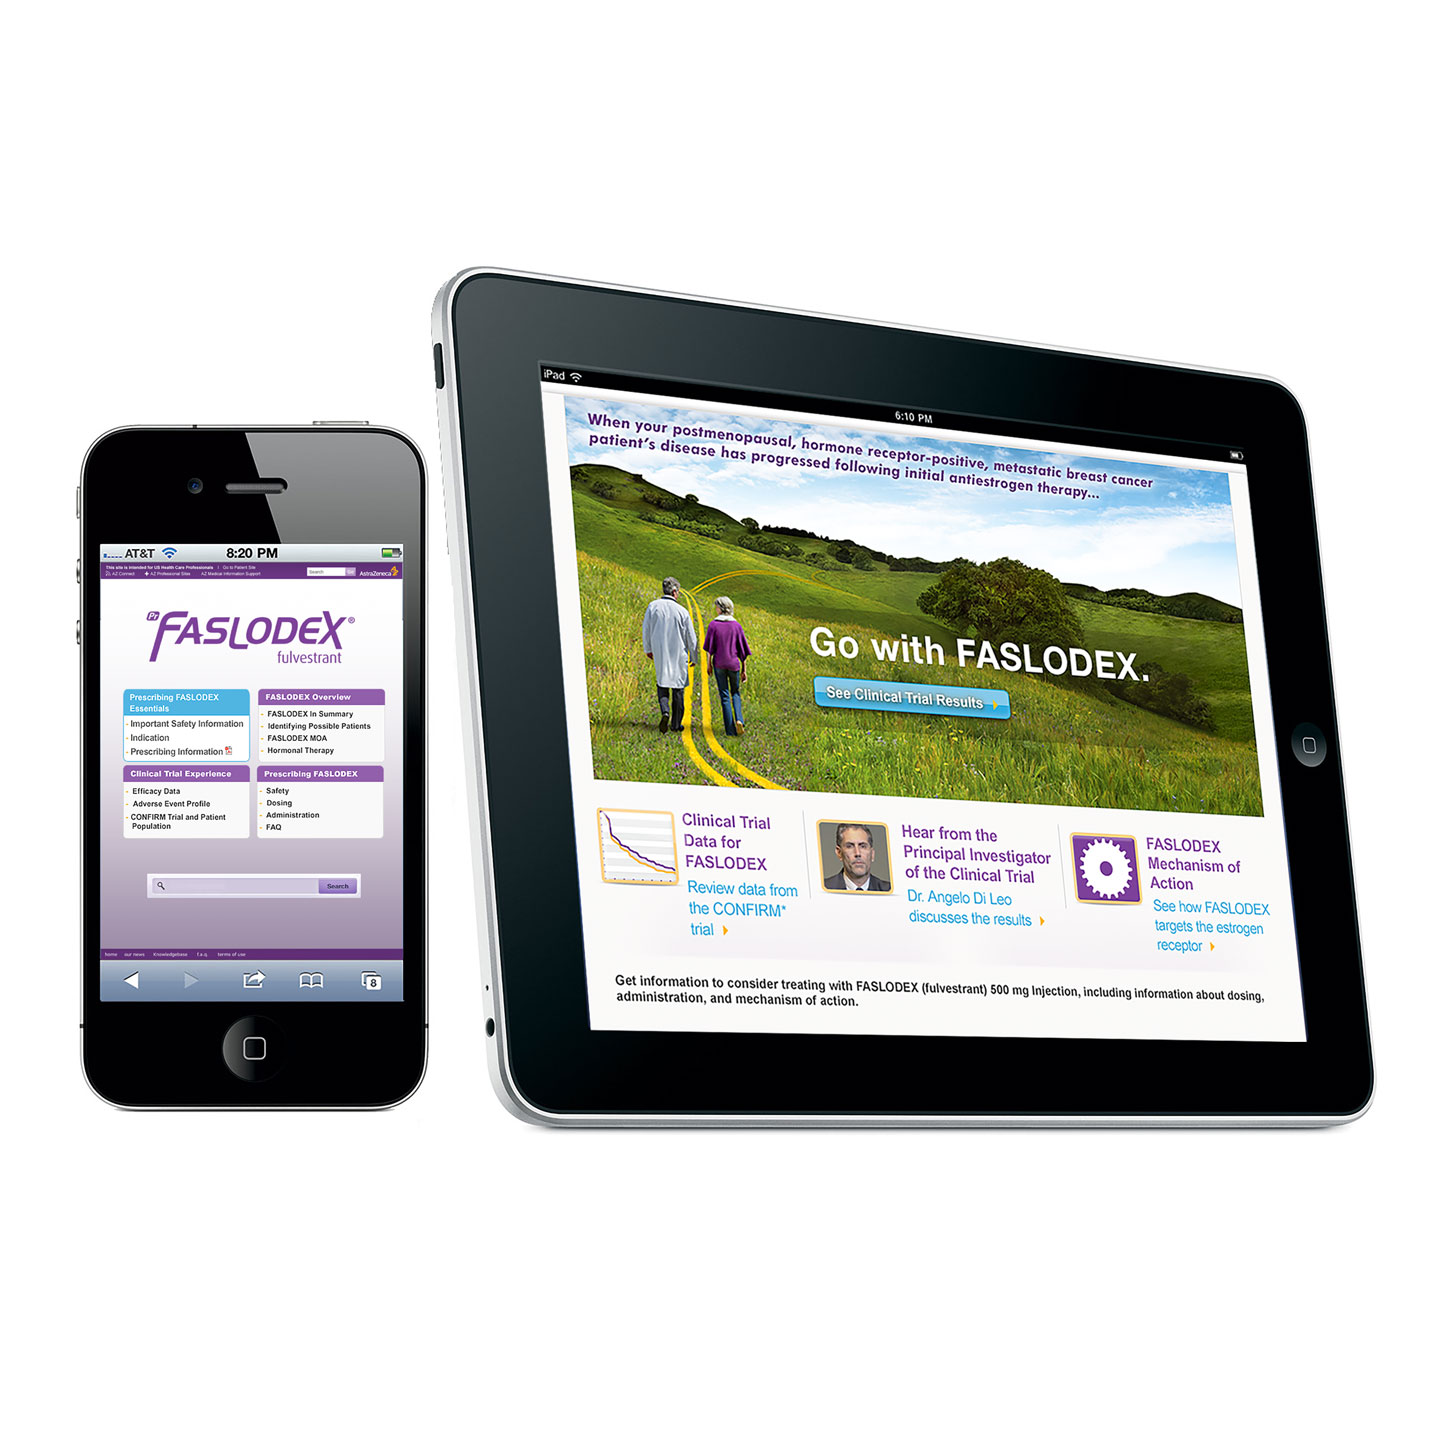 AT&T 8:20 PM
This site is intended for US Health Care Professionals | Go to Patient Site
AZ Connect AZ Professional Sites AZ Medical Information Support Search AstraZeneca
Pr FASLODEX®
fulvestrant
Prescribing FASLODEX
Essentials
Important Safety Information
Indication
Prescribing Information
FASLODEX Overview
FASLODEX in Summary
Identifying Possible Patients
FASLODEX MOA
Hormonal Therapy
Clinical Trial Experience
Efficacy Data
Adverse Event Profile
CONFIRM Trial and Patient
Population
Prescribing FASLODEX
Safety
Dosing
Administration
FAQ
Search
home our news Knowledgebase f.a.q. terms of use
8
iPad 6:10 PM
When your postmenopausal, hormone receptor-positive, metastatic breast cancer
patient's disease has progressed following initial antiestrogen therapy...
Go with FASLODEX.
See Clinical Trial Results
Clinical Trial
Data for
FASLODEX
Review data from
the CONFIRM*
trial
Hear from the
Principal Investigator
of the Clinical Trial
Dr. Angelo Di Leo
discusses the results
FASLODEX
Mechanism of
Action
See how FASLODEX
targets the estrogen
receptor
Get information to consider treating with FASLODEX (fulvestrant) 500 mg Injection, including information about dosing,
administration, and mechanism of action.